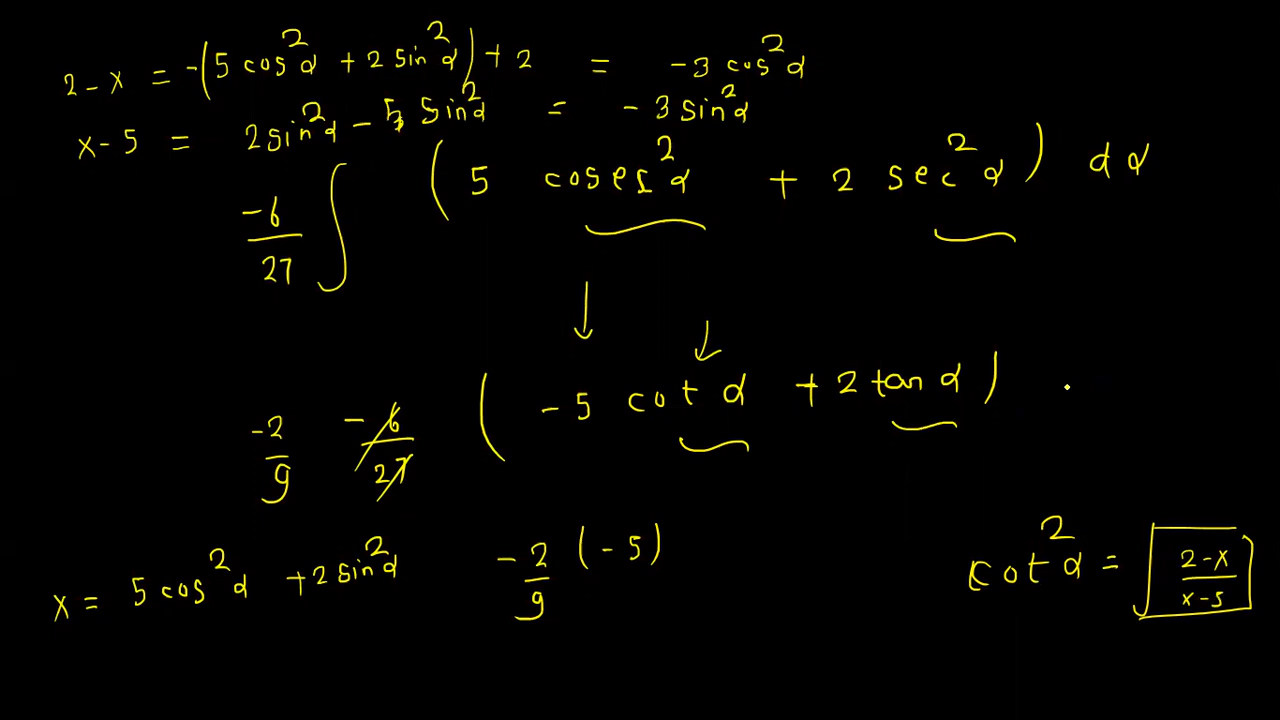 2-x = -(5 cos²α + 2 sin²α) + 2 = -3 cos²α
x-5 = 2sin²α - 5 sin²α = -3 sin²α
-6/27 ∫ (5 cosec²α + 2 sec²α) dα
-2/9 -6/27 (-5 cot α + 2 tan α)
x = 5 cos²α + 2 sin²α -2/9 (-5) cot²α = √((2-x)/(x-5))